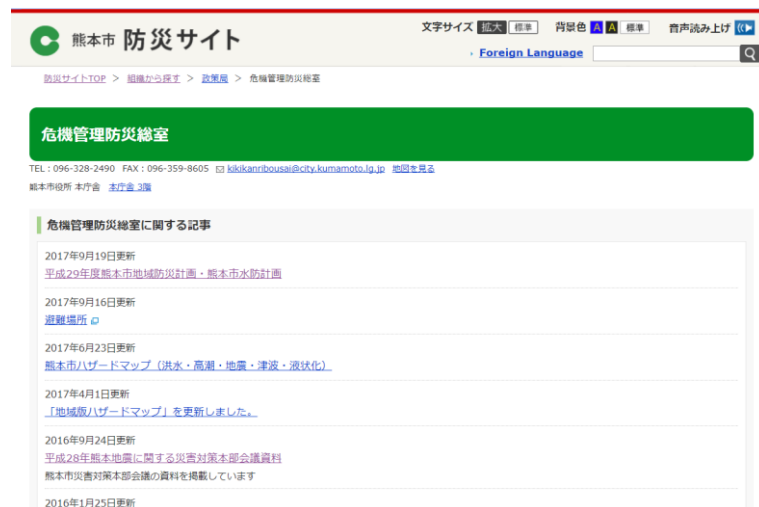 熊本市 防災サイト
文字サイズ 拡大 標準 背景色 A A 標準 音声読み上げ
Foreign Language
防災サイトTOP > 組織から探す > 政策局 > 危機管理防災総室
危機管理防災総室
TEL：096-328-2490 FAX：096-359-8605 kikikanribousai@city.kumamoto.lg.jp 地図を見る
熊本市役所 本庁舎 本庁舎 3階
危機管理防災総室に関する記事
2017年9月19日更新
平成29年度熊本市地域防災計画・熊本市水防計画
2017年9月16日更新
避難場所
2017年6月23日更新
熊本市ハザードマップ（洪水・高潮・地震・津波・液状化）
2017年4月1日更新
「地域版ハザードマップ」を更新しました。
2016年9月24日更新
平成28年熊本地震に関する災害対策本部会議資料
熊本市災害対策本部会議の資料を掲載しています
2016年1月25日更新